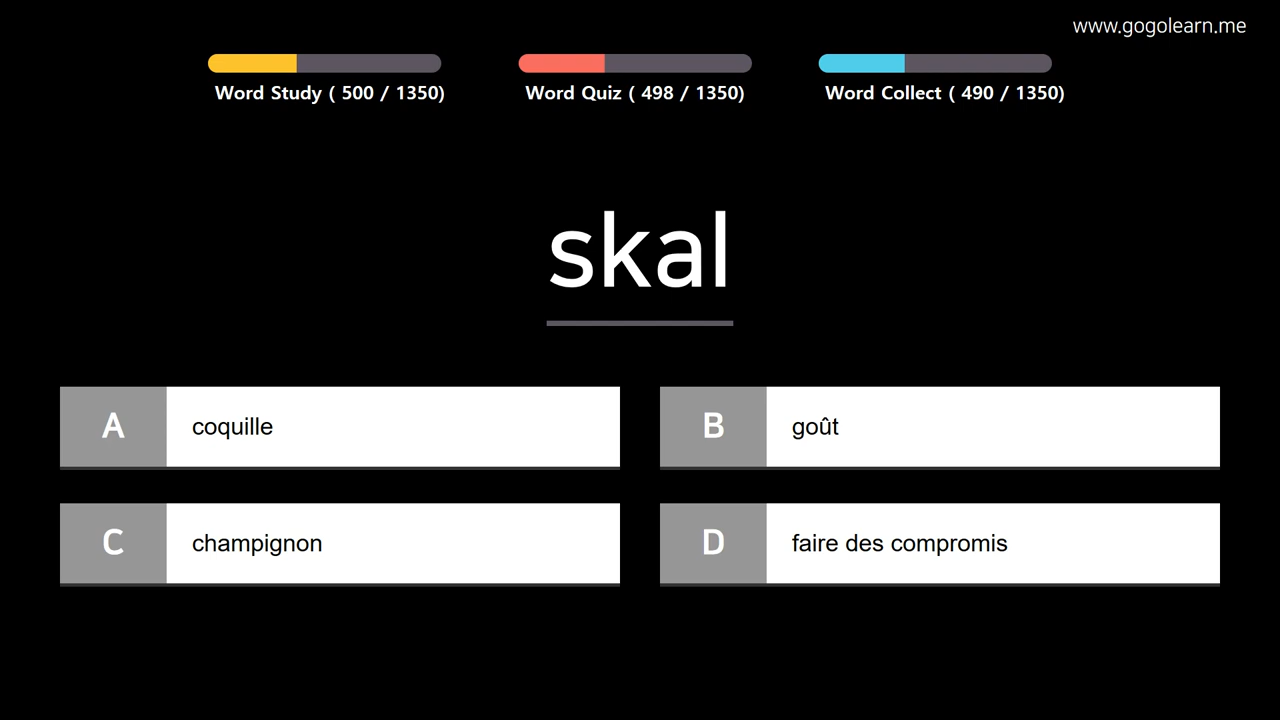 www.gogolearn.me
Word Study ( 500 / 1350)
Word Quiz ( 498 / 1350)
Word Collect ( 490 / 1350)
skal
A coquille
B goût
C champignon
D faire des compromis